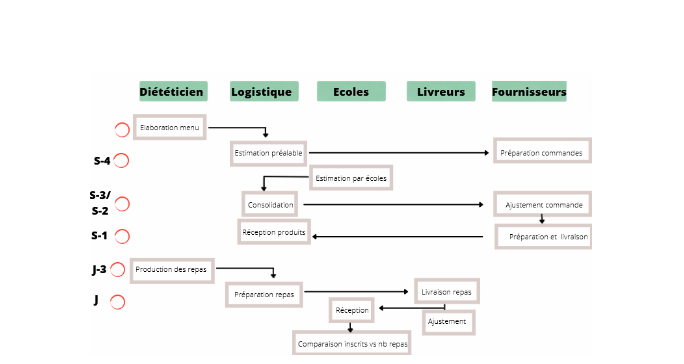 Diététicien
Logistique
Ecoles
Livreurs
Fournisseurs
Elaboration menu
S-4
Estimation préalable
Préparation commandes
Estimation par écoles
S-3/
S-2
Consolidation
Ajustement commande
S-1
Réception produits
Préparation et livraison
J-3
Production des repas
Préparation repas
Livraison repas
J
Réception
Ajustement
Comparaison inscrits vs nb repas